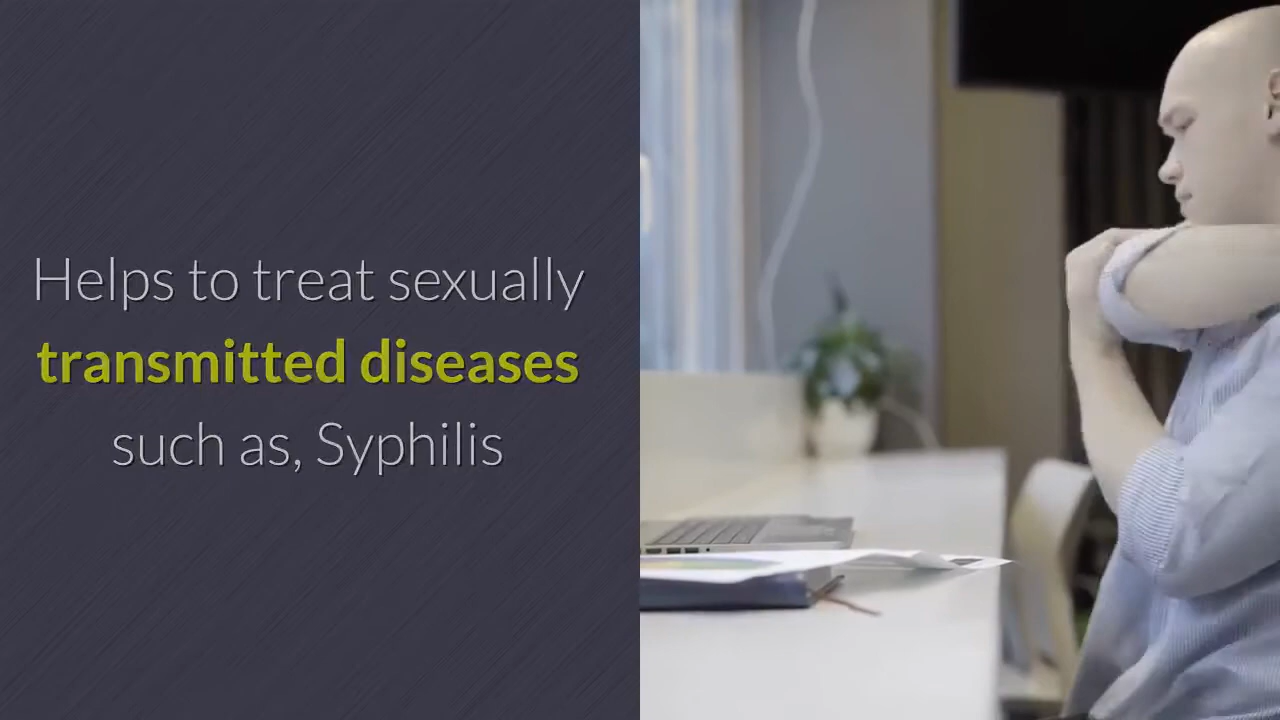 Helps to treat sexually
transmitted diseases
such as, Syphilis